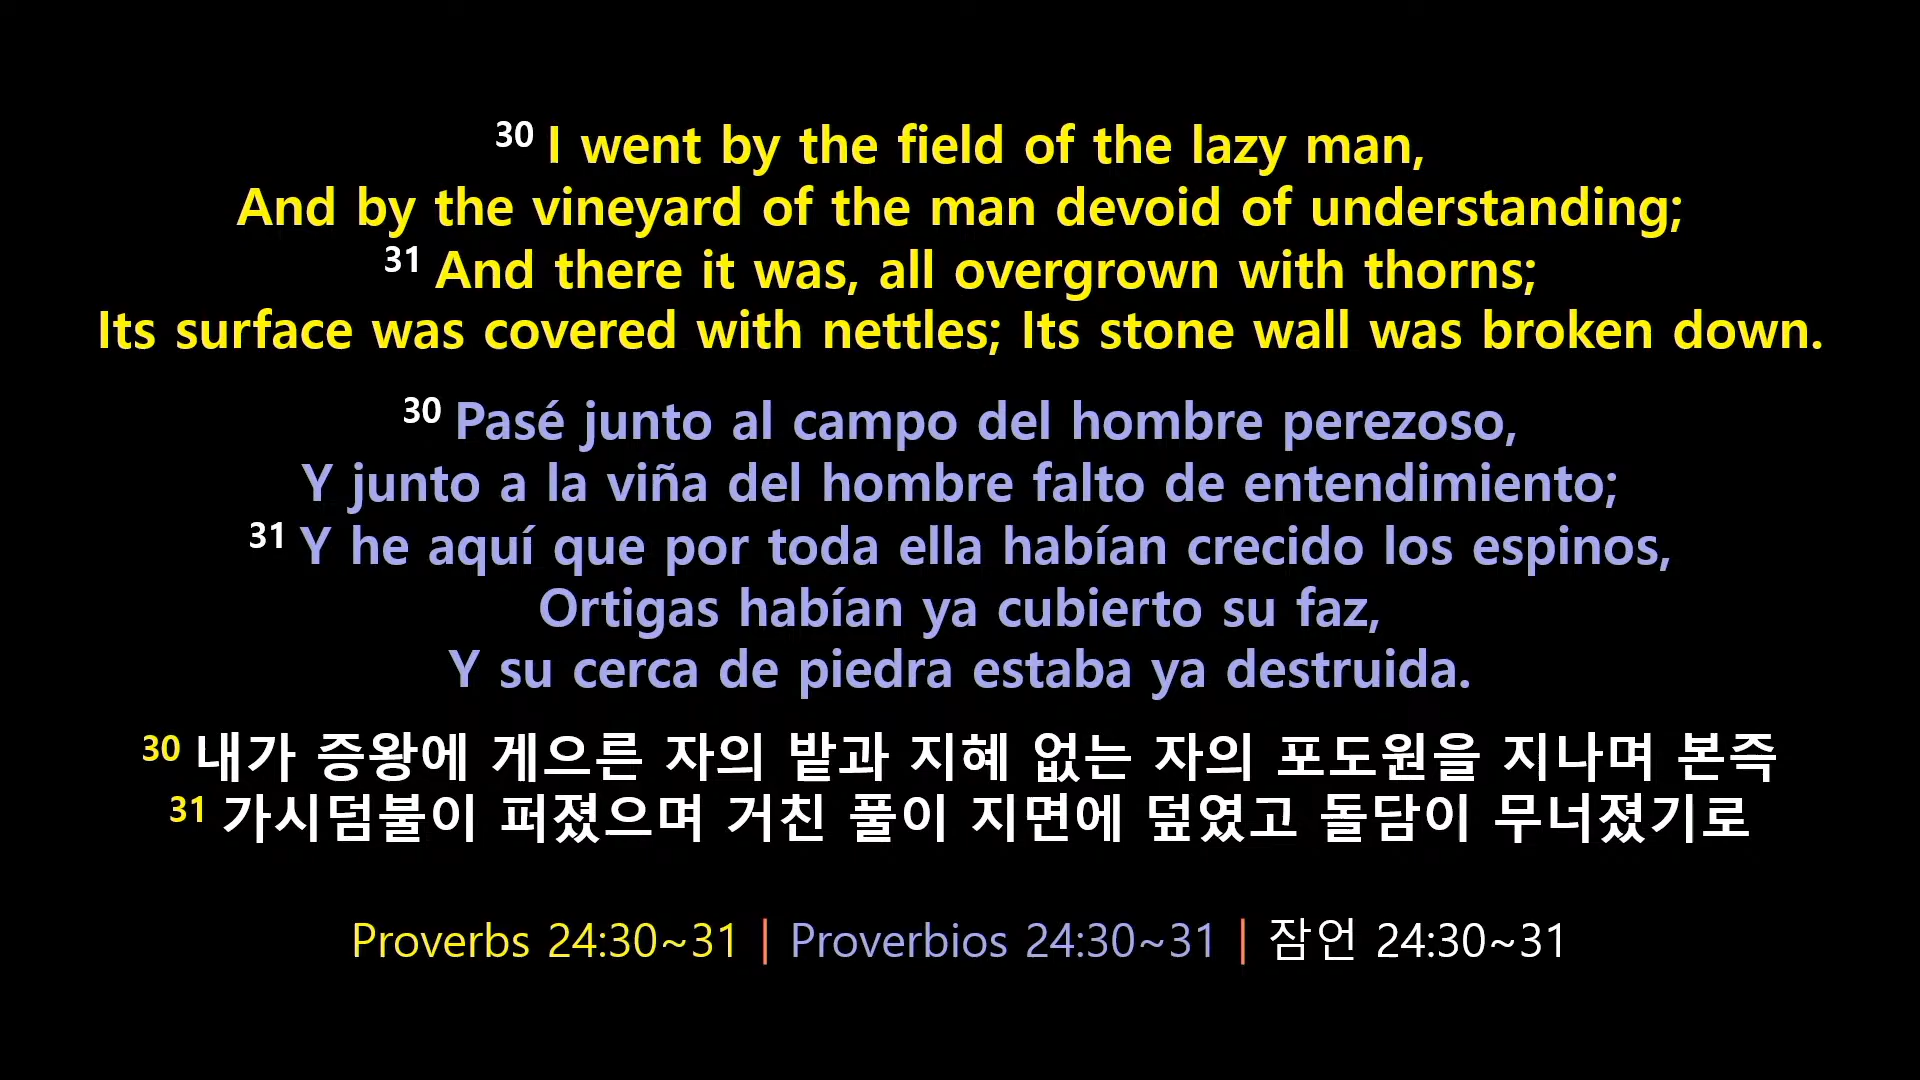 30 I went by the field of the lazy man,
And by the vineyard of the man devoid of understanding;
31 And there it was, all overgrown with thorns;
Its surface was covered with nettles; Its stone wall was broken down.
30 Pasé junto al campo del hombre perezoso,
Y junto a la viña del hombre falto de entendimiento;
31 Y he aquí que por toda ella habían crecido los espinos,
Ortigas habían ya cubierto su faz,
Y su cerca de piedra estaba ya destruida.
30 내가 증왕에 게으른 자의 밭과 지혜 없는 자의 포도원을 지나며 본즉
31 가시덤불이 퍼졌으며 거친 풀이 지면에 덮였고 돌담이 무너졌기로
Proverbs 24:30~31 | Proverbios 24:30~31 | 잠언 24:30~31